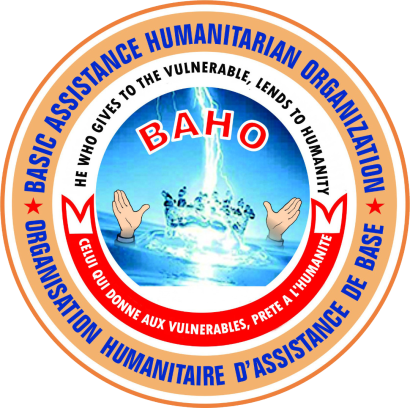 BASIC ASSISTANCE HUMANITARIAN ORGANIZATION
HE WHO GIVES TO THE VULNERABLE, LENDS TO HUMANITY
BAHO
CELUI QUI DONNE AUX VULNERABLES, PRETE A L'HUMANITE
ORGANISATION HUMANITAIRE D'ASSISTANCE DE BASE